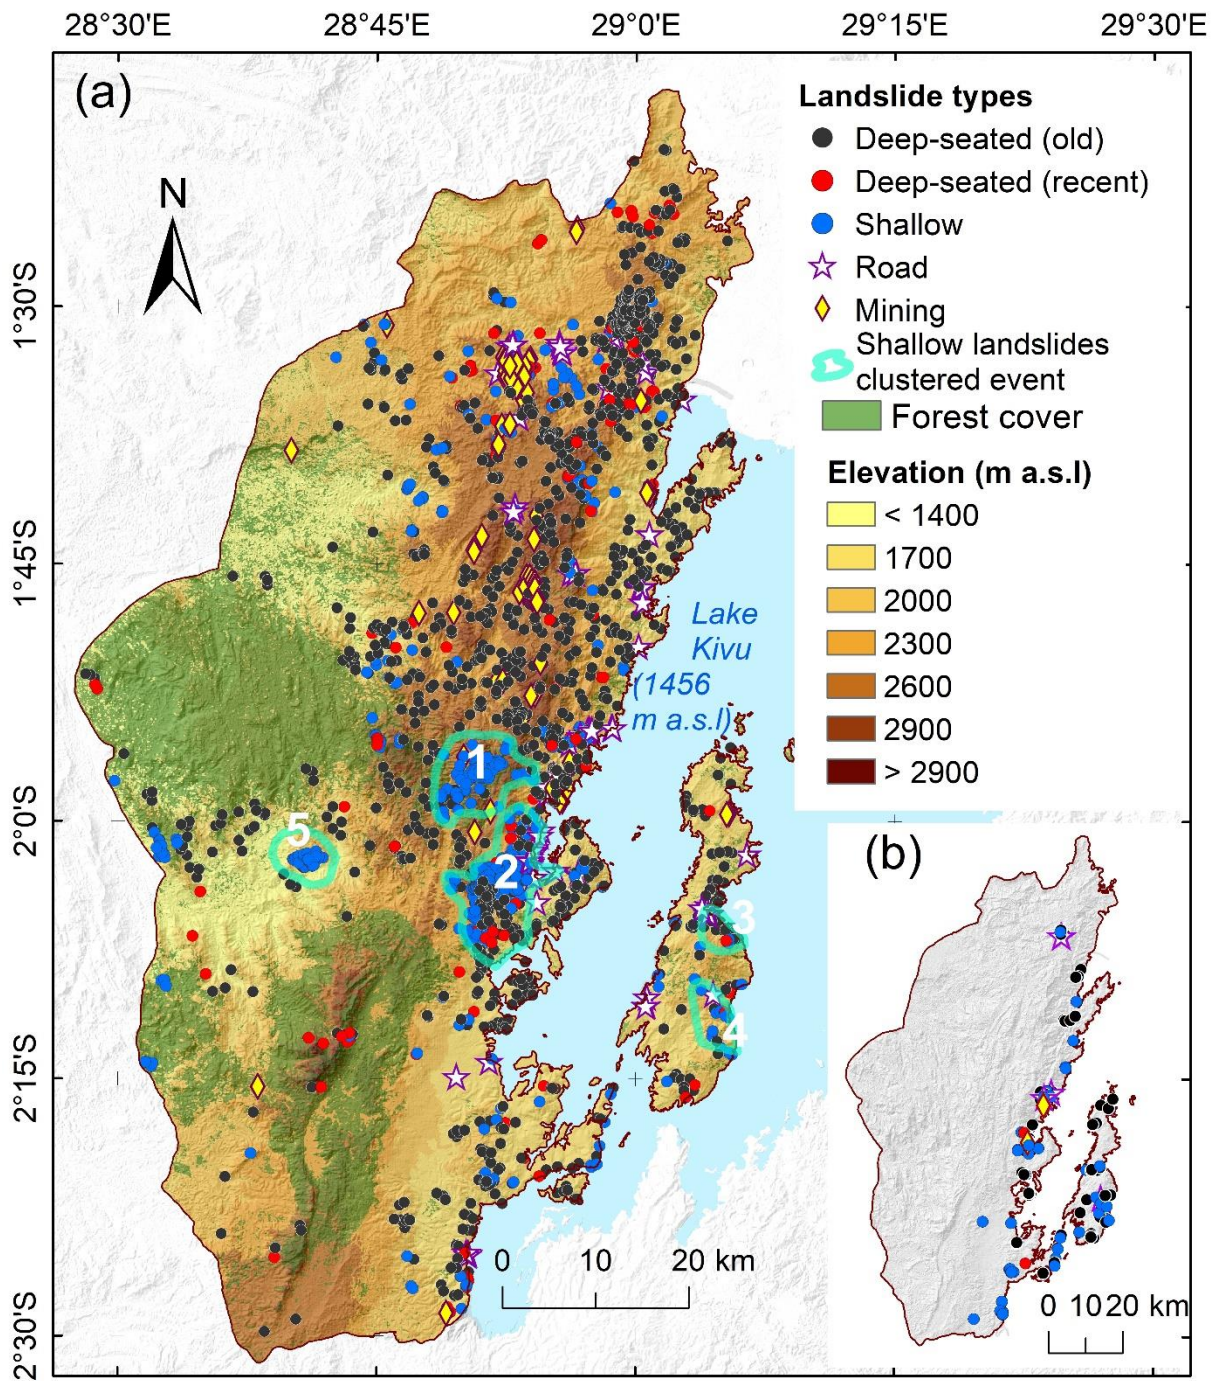 28°30'E 28°45'E 29°0'E 29°15'E 29°30'E
(a)
N
Landslide types
Deep-seated (old)
Deep-seated (recent)
Shallow
Road
Mining
Shallow landslides
clustered event
Forest cover
Elevation (m a.s.l)
< 1400
1700
2000
2300
2600
2900
> 2900
1°30'S
1°45'S
2°0'S
2°15'S
2°30'S
Lake
Kivu
(1456
m a.s.l)
1
2
3
4
5
0 10 20 km
(b)
0 10 20 km